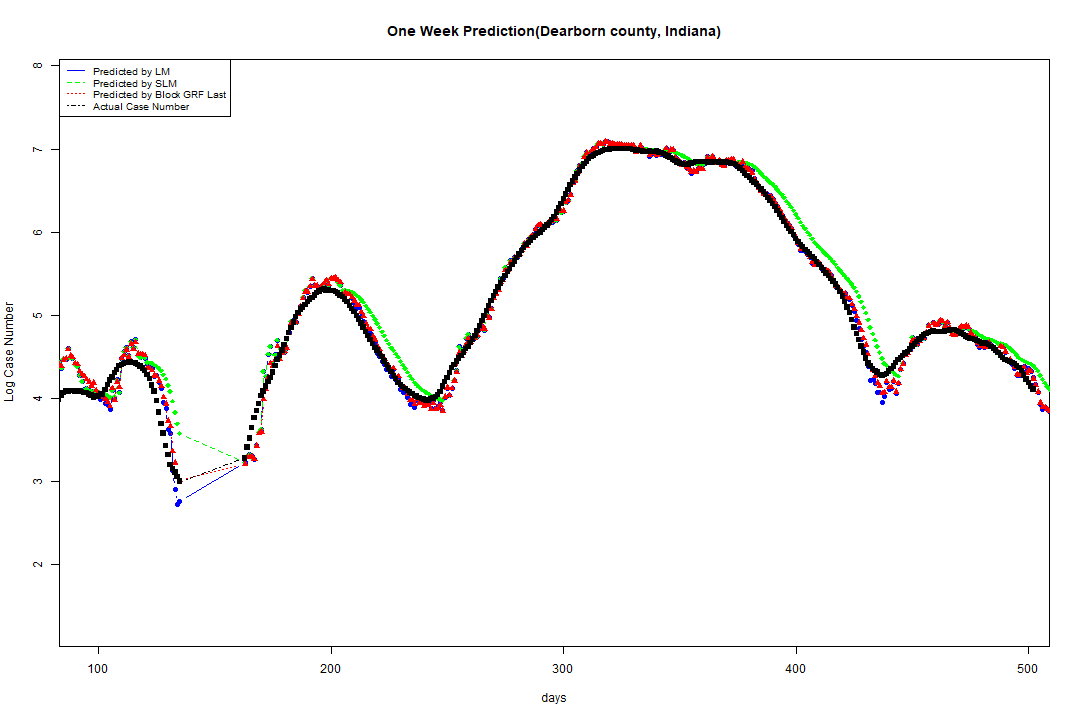 One Week Prediction(Dearborn county, Indiana)
Predicted by LM
Predicted by SLM
Predicted by Block GRF Last
Actual Case Number
8
7
6
5
4
3
2
Log Case Number
100 200 300 400 500
days